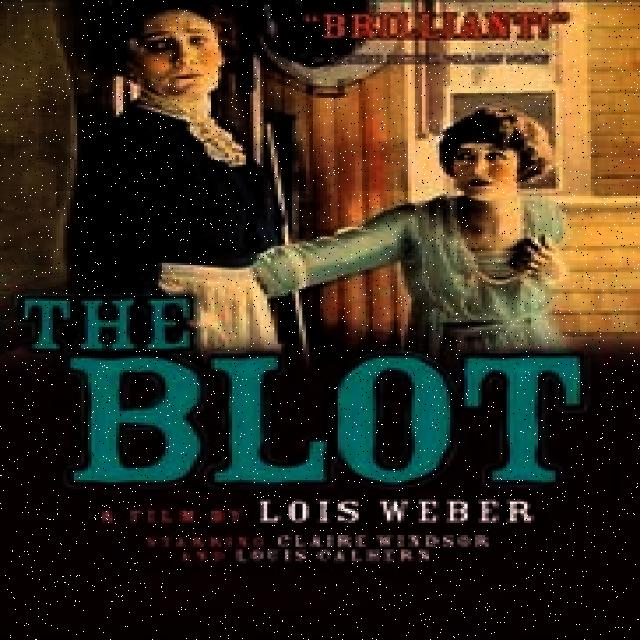 "BRILLIANT!"
THE
BLOT
A FILM BY LOIS WEBER
STARRING CLAIRE WINDSOR
AND LOUIS CALHERN